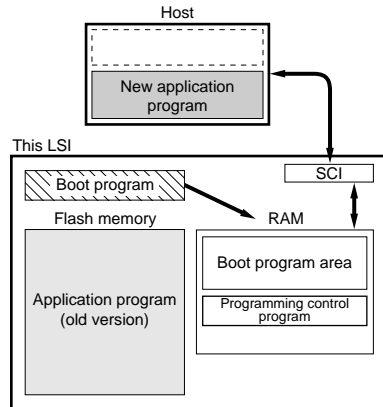 Host
New application
program
This LSI
SCI
Boot program
Flash memory
RAM
Application program
(old version)
Boot program area
Programming control
program